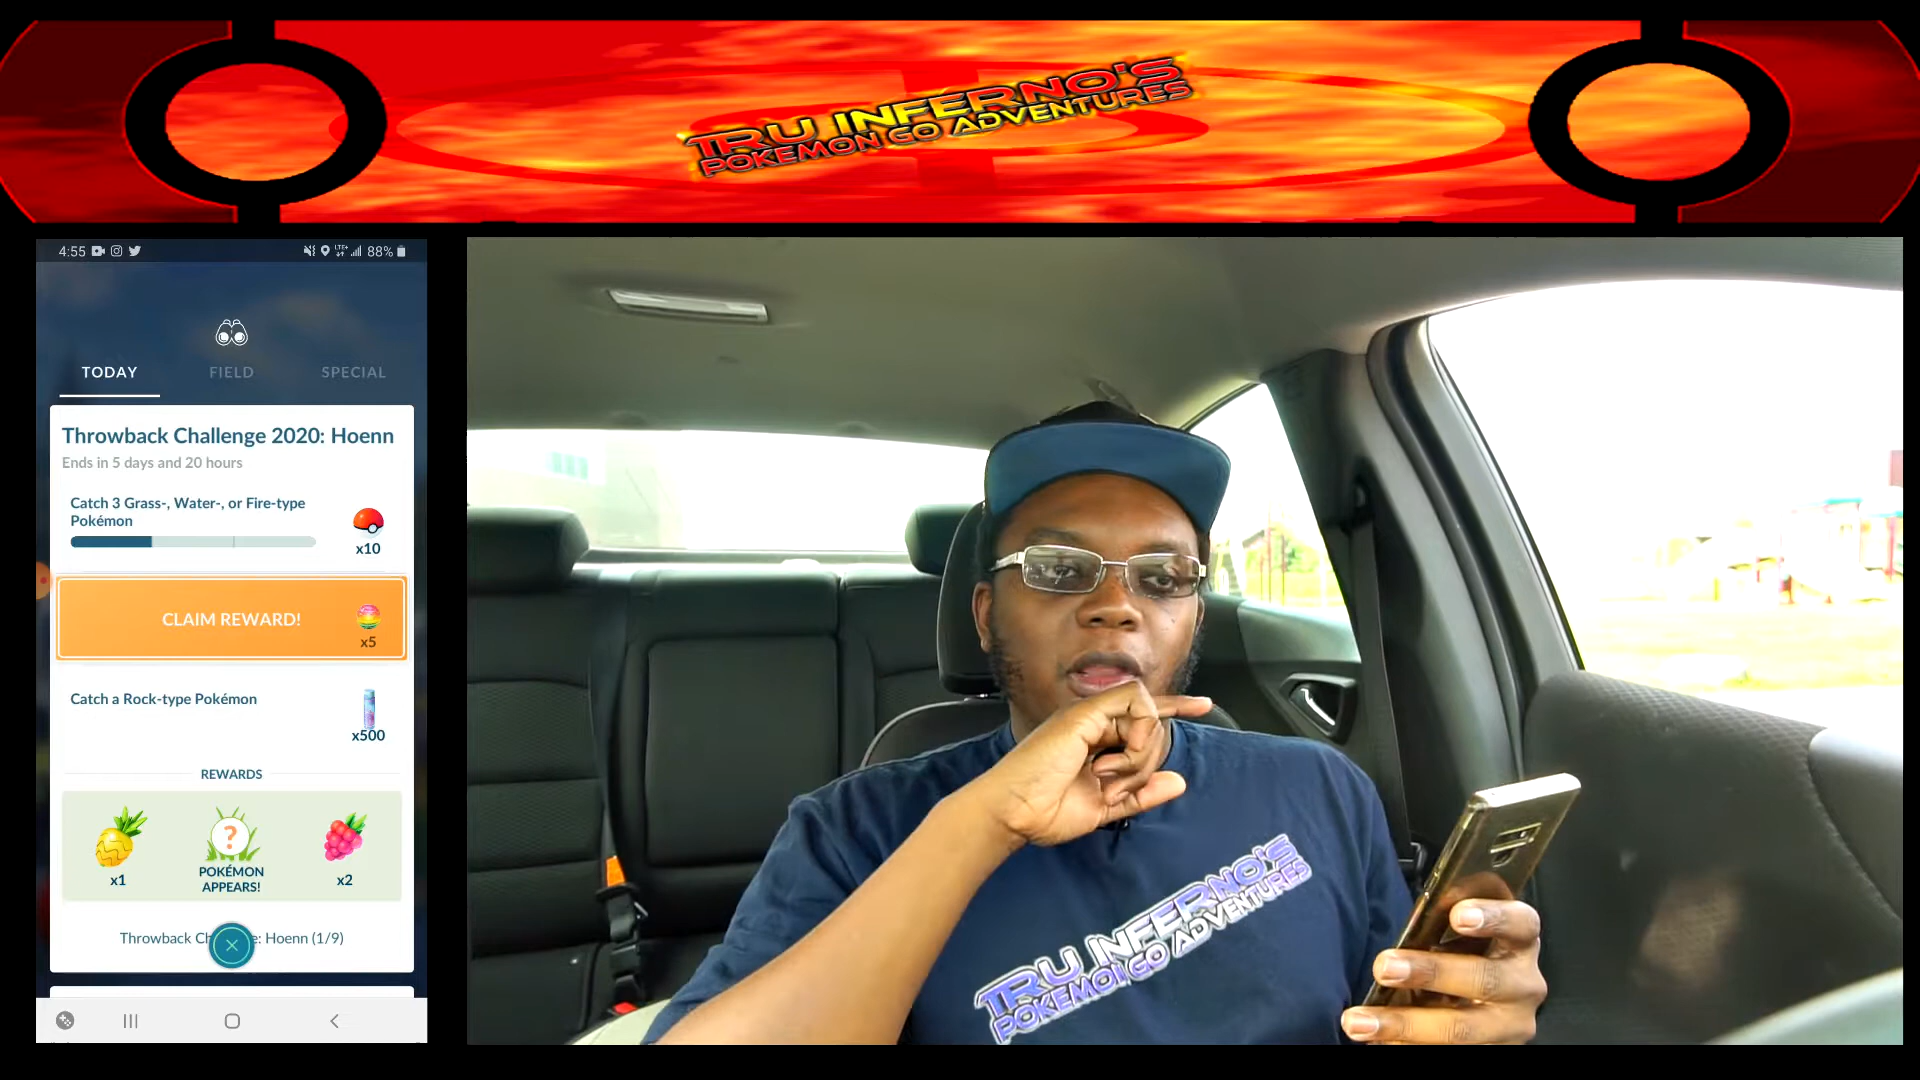 TRU INFERNO'S
POKEMON GO ADVENTURES
4:55
LTE+
88%
TODAY
FIELD
SPECIAL
Throwback Challenge 2020: Hoenn
Ends in 5 days and 20 hours
Catch 3 Grass-, Water-, or Fire-type
Pokémon
x10
CLAIM REWARD!
x5
Catch a Rock-type Pokémon
x500
REWARDS
?
x1
POKÉMON
APPEARS!
x2
Throwback Ch e: Hoenn (1/9)
TRU INFERNO'S
POKEMON GO ADVENTURES